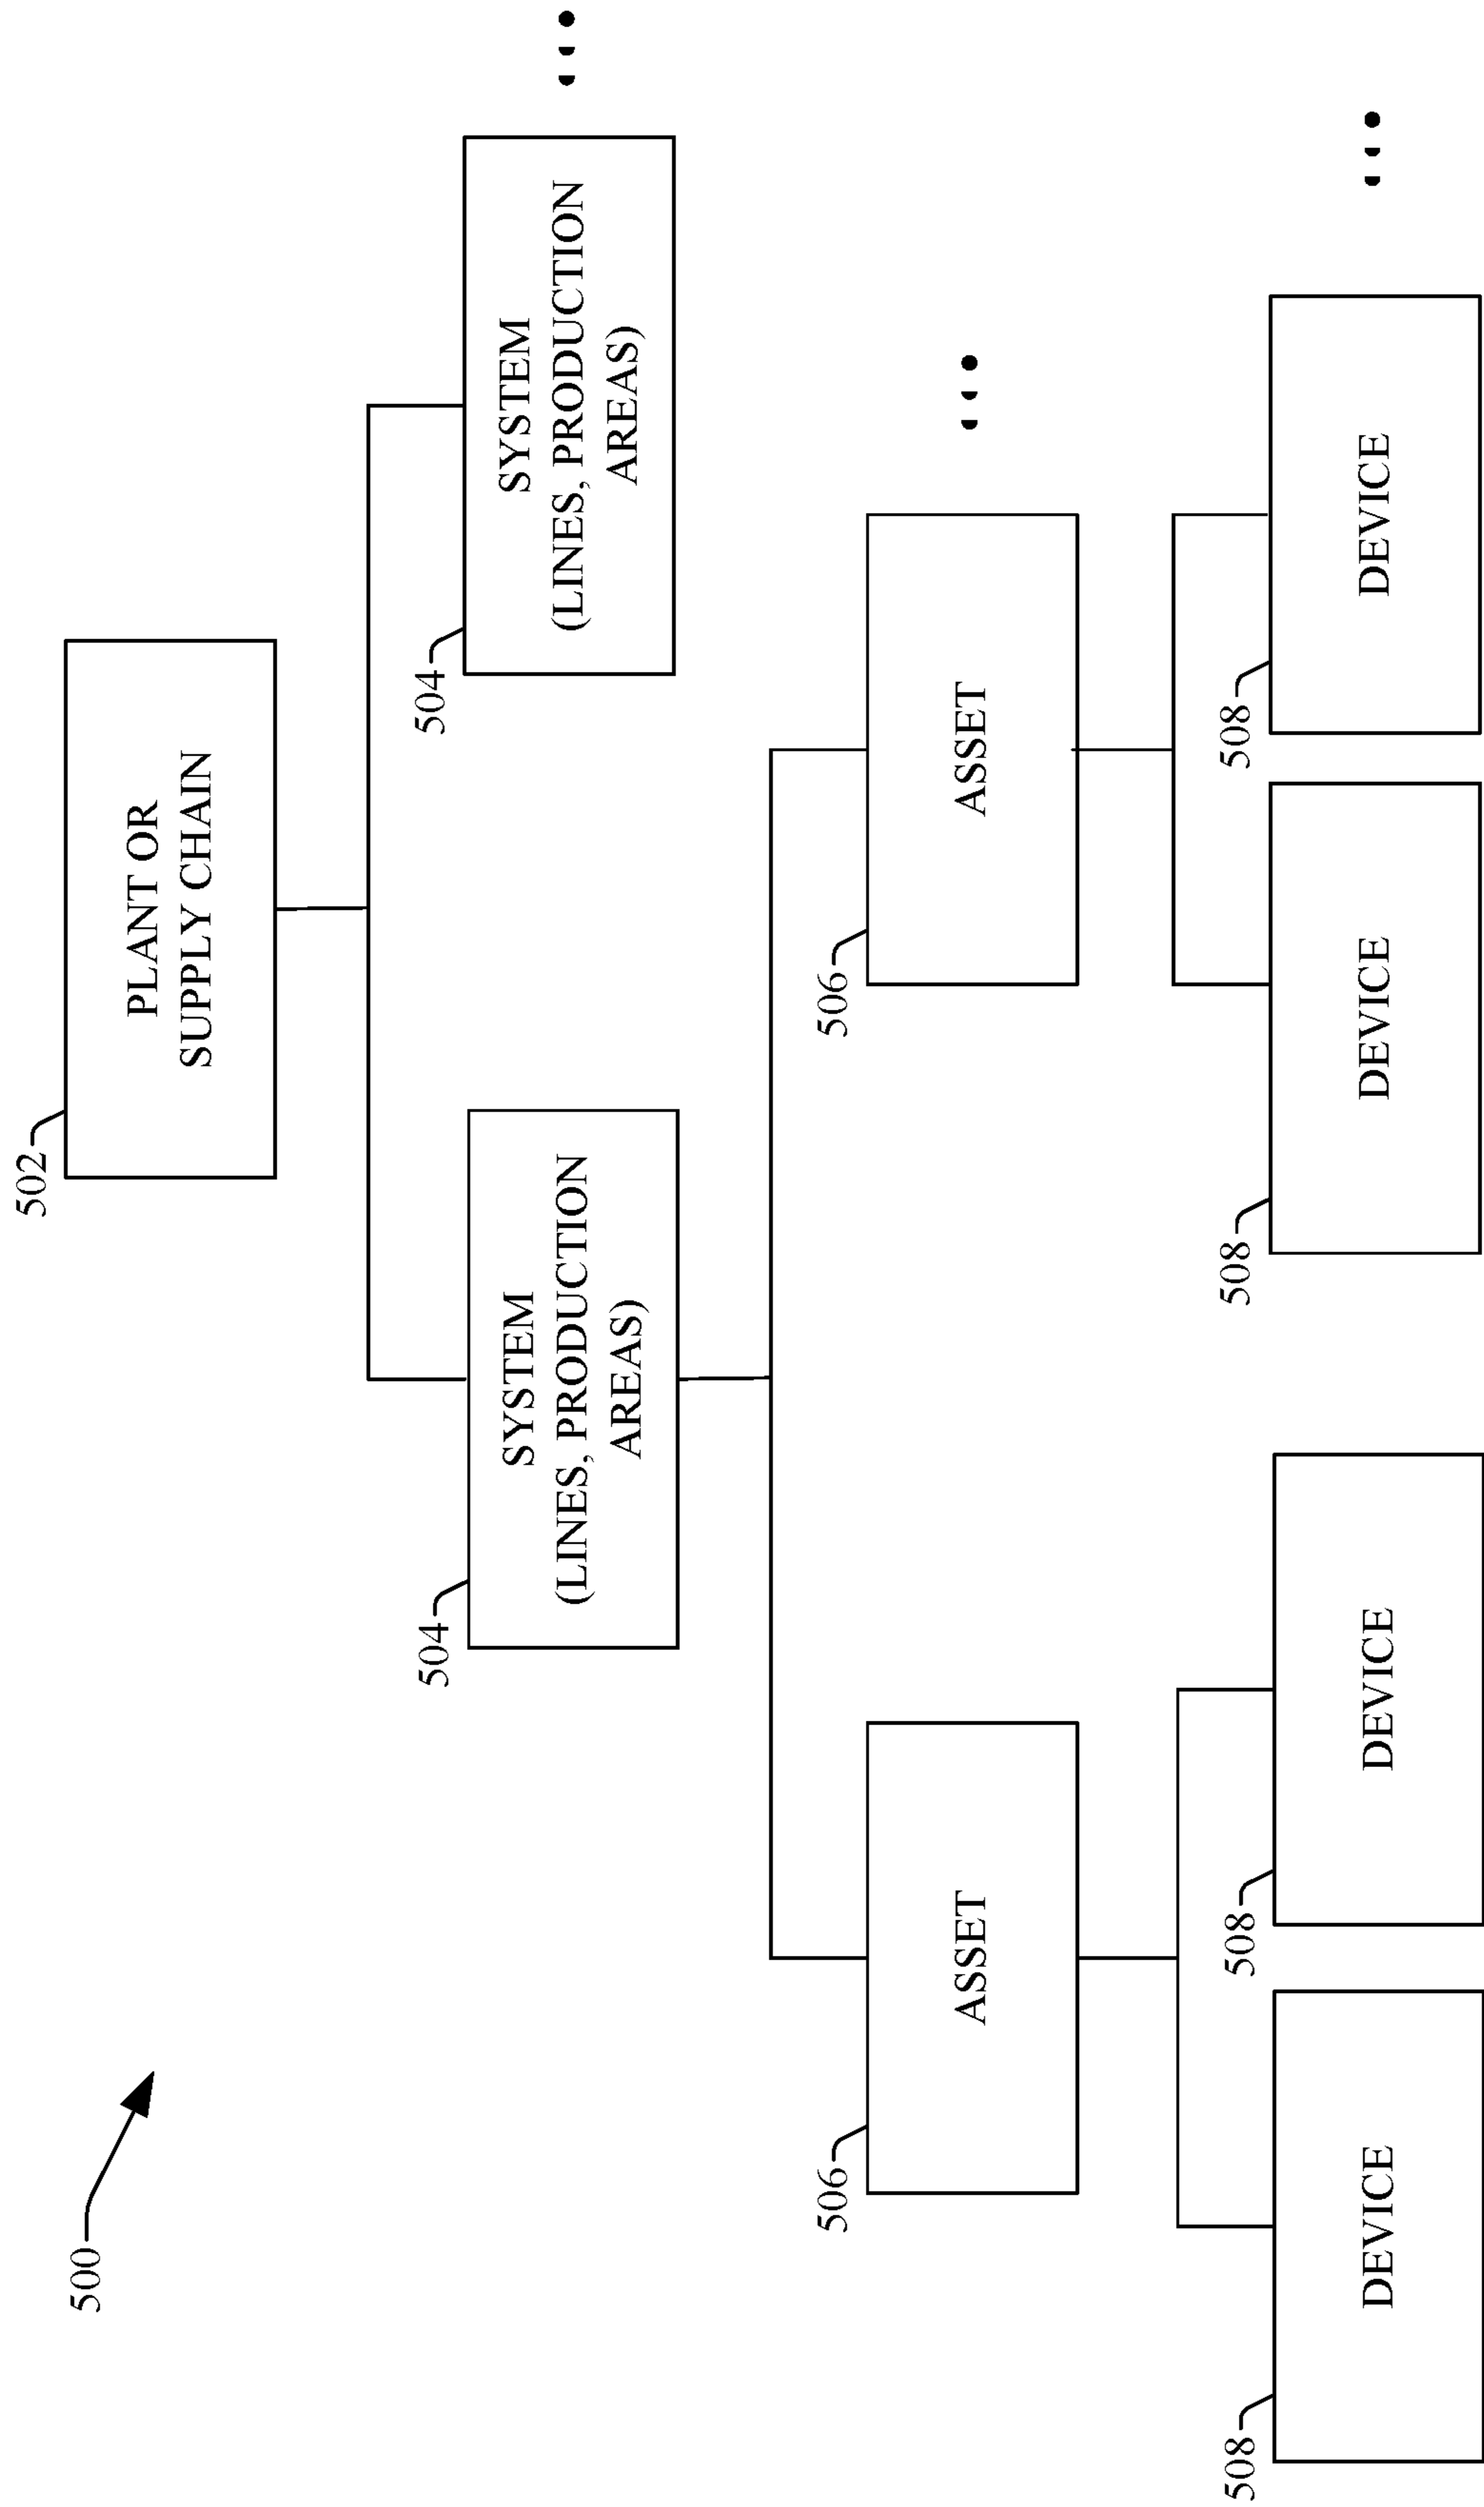 500
502
PLANT OR
SUPPLY CHAIN
504
SYSTEM
(LINES, PRODUCTION
AREAS)
504
SYSTEM
(LINES, PRODUCTION
AREAS)
506
ASSET
506
ASSET
508
DEVICE
508
DEVICE
508
DEVICE
508
DEVICE